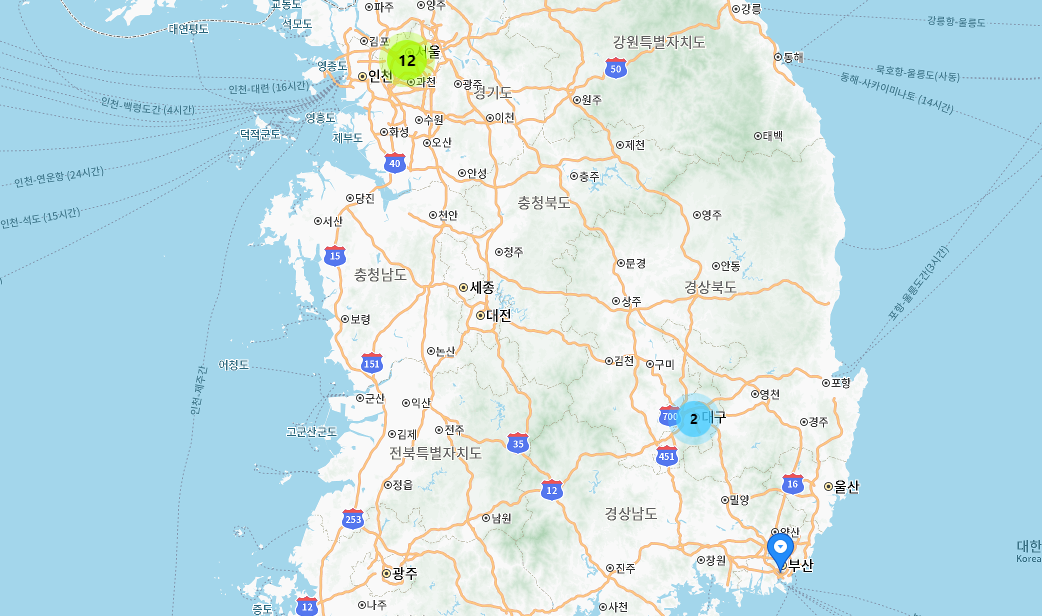 교동도
파주
양주
강릉
강릉항-울릉도
대연평도
석모도
김포
서울
강원특별자치도
12
50
동해
영종도
인천
과천
광주
경기도
묵호항-울릉도(사동)
동해-사카이미나토 (14시간)
인천-대련 (16시간)
인천-백령도간 (4시간)
원주
영흥도
수원
이천
덕적군도
제부도
화성
오산
제천
태백
40
인천-연운항 (24시간)
안성
충주
당진
충청북도
인천-석도 (15시간)
서산
천안
영주
15
청주
문경
안동
충청남도
세종
상주
경상북도
포항-울릉도간(3시간)
보령
대전
논산
김천
구미
어청도
151
인천-제주간
포항
군산
익산
영천
700
2
대구
경주
고군산군도
김제
전주
35
전북특별자치도
451
정읍
12
16
울산
밀양
경상남도
253
남원
양산
대한
Korea
창원
부산
광주
진주
증도
12
나주
사천